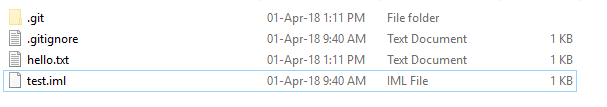 .git 01-Apr-18 1:11 PM File folder
.gitignore 01-Apr-18 9:40 AM Text Document 1 KB
hello.txt 01-Apr-18 1:11 PM Text Document 1 KB
test.iml 01-Apr-18 9:40 AM IML File 1 KB